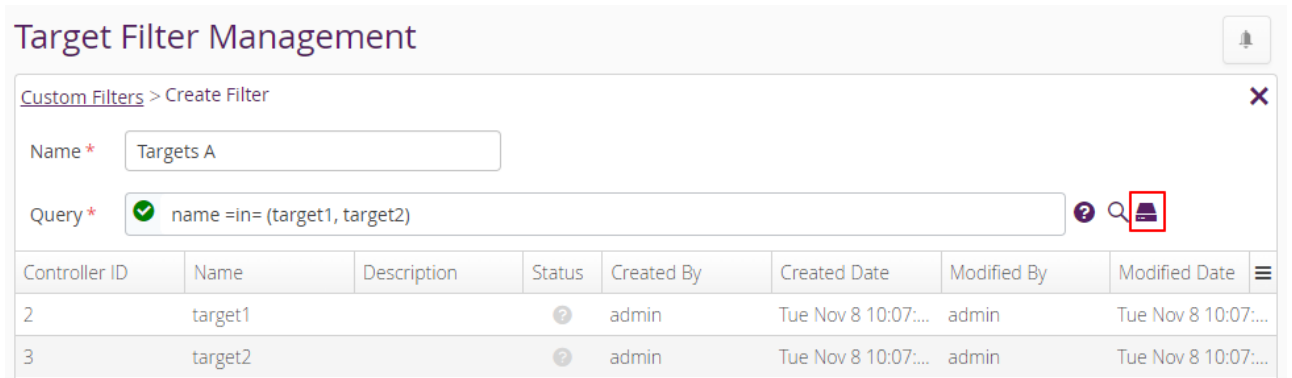 Target Filter Management
Custom Filters > Create Filter
Name * Targets A
Query * name =in= (target1, target2)
Controller ID Name Description Status Created By Created Date Modified By Modified Date
2 target1 admin Tue Nov 8 10:07:... admin Tue Nov 8 10:07:...
3 target2 admin Tue Nov 8 10:07:... admin Tue Nov 8 10:07:...